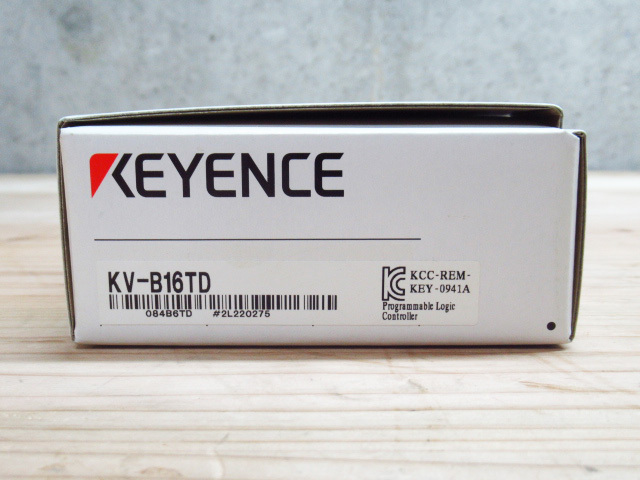 KEYENCE
KV-B16TD
084B6TD #2L220275
KCC-REM-
KEY-0941A
Programmable Logic
Controller